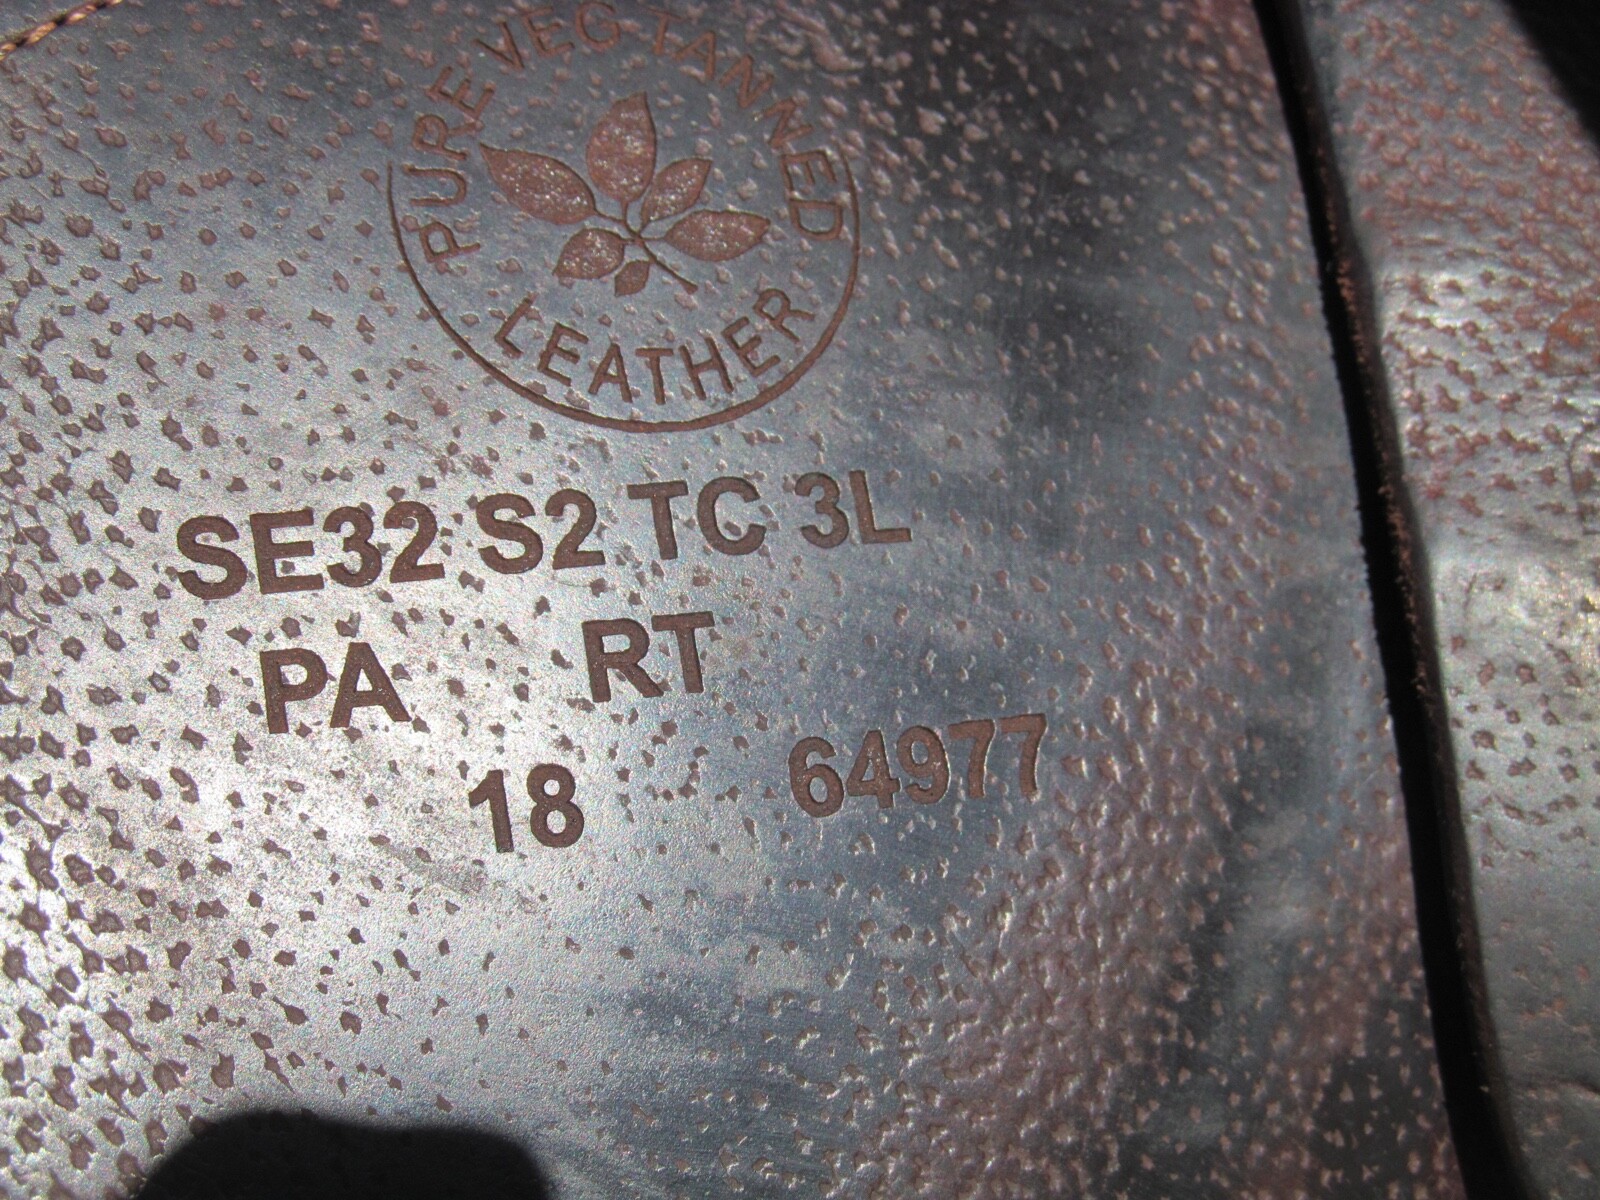 PURE VEG TANNED
LEATHER
SE32 S2 TC 3L
PA RT
18 64977